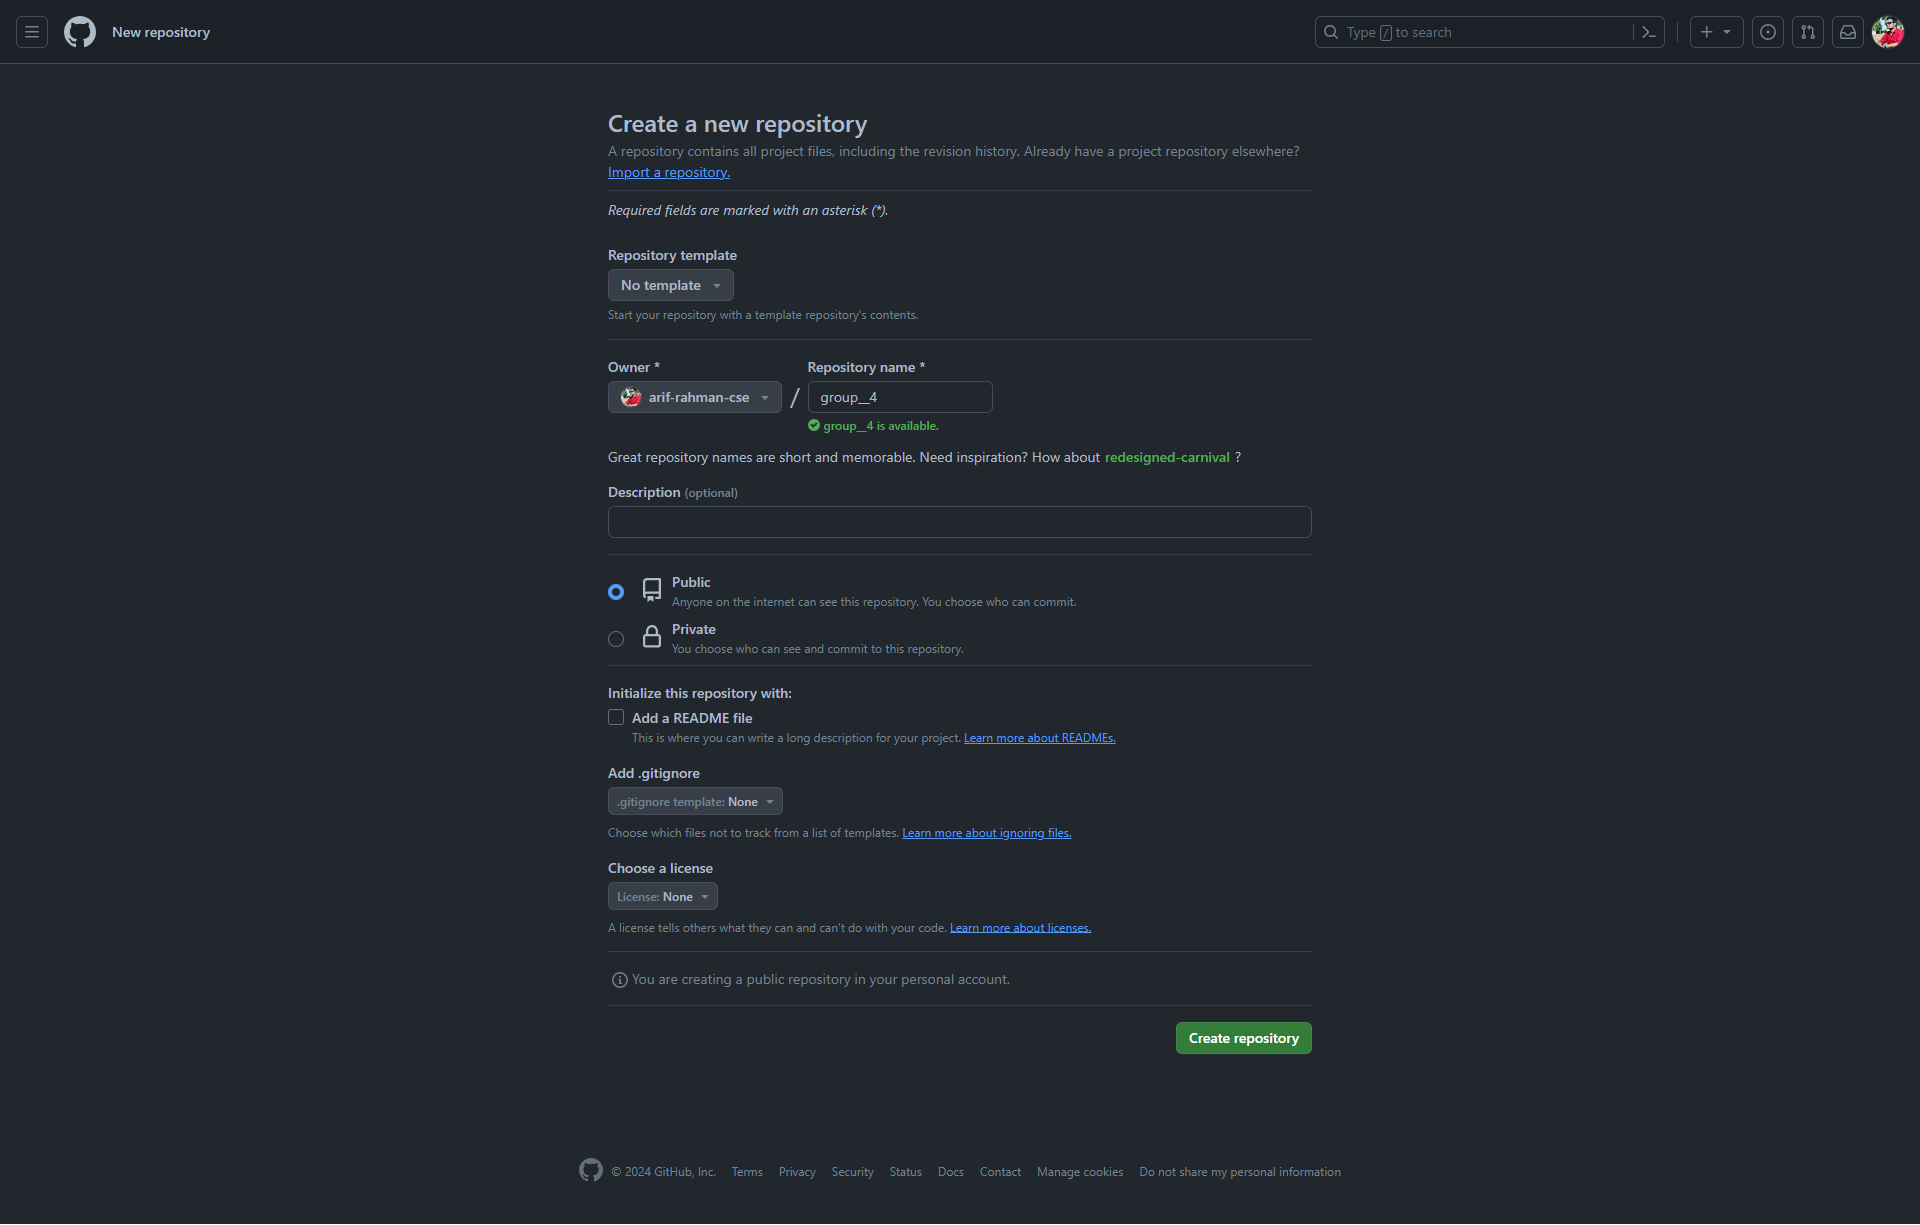 New repository
Type / to search
Create a new repository
A repository contains all project files, including the revision history. Already have a project repository elsewhere?
Import a repository.
Required fields are marked with an asterisk (*).
Repository template
No template
Start your repository with a template repository's contents.
Owner *
Repository name *
arif-rahman-cse
/
group__4
group__4 is available.
Great repository names are short and memorable. Need inspiration? How about redesigned-carnival ?
Description (optional)
Public
Anyone on the internet can see this repository. You choose who can commit.
Private
You choose who can see and commit to this repository.
Initialize this repository with:
Add a README file
This is where you can write a long description for your project. Learn more about READMEs.
Add .gitignore
.gitignore template: None
Choose which files not to track from a list of templates. Learn more about ignoring files.
Choose a license
License: None
A license tells others what they can and can't do with your code. Learn more about licenses.
You are creating a public repository in your personal account.
Create repository
© 2024 GitHub, Inc. Terms Privacy Security Status Docs Contact Manage cookies Do not share my personal information